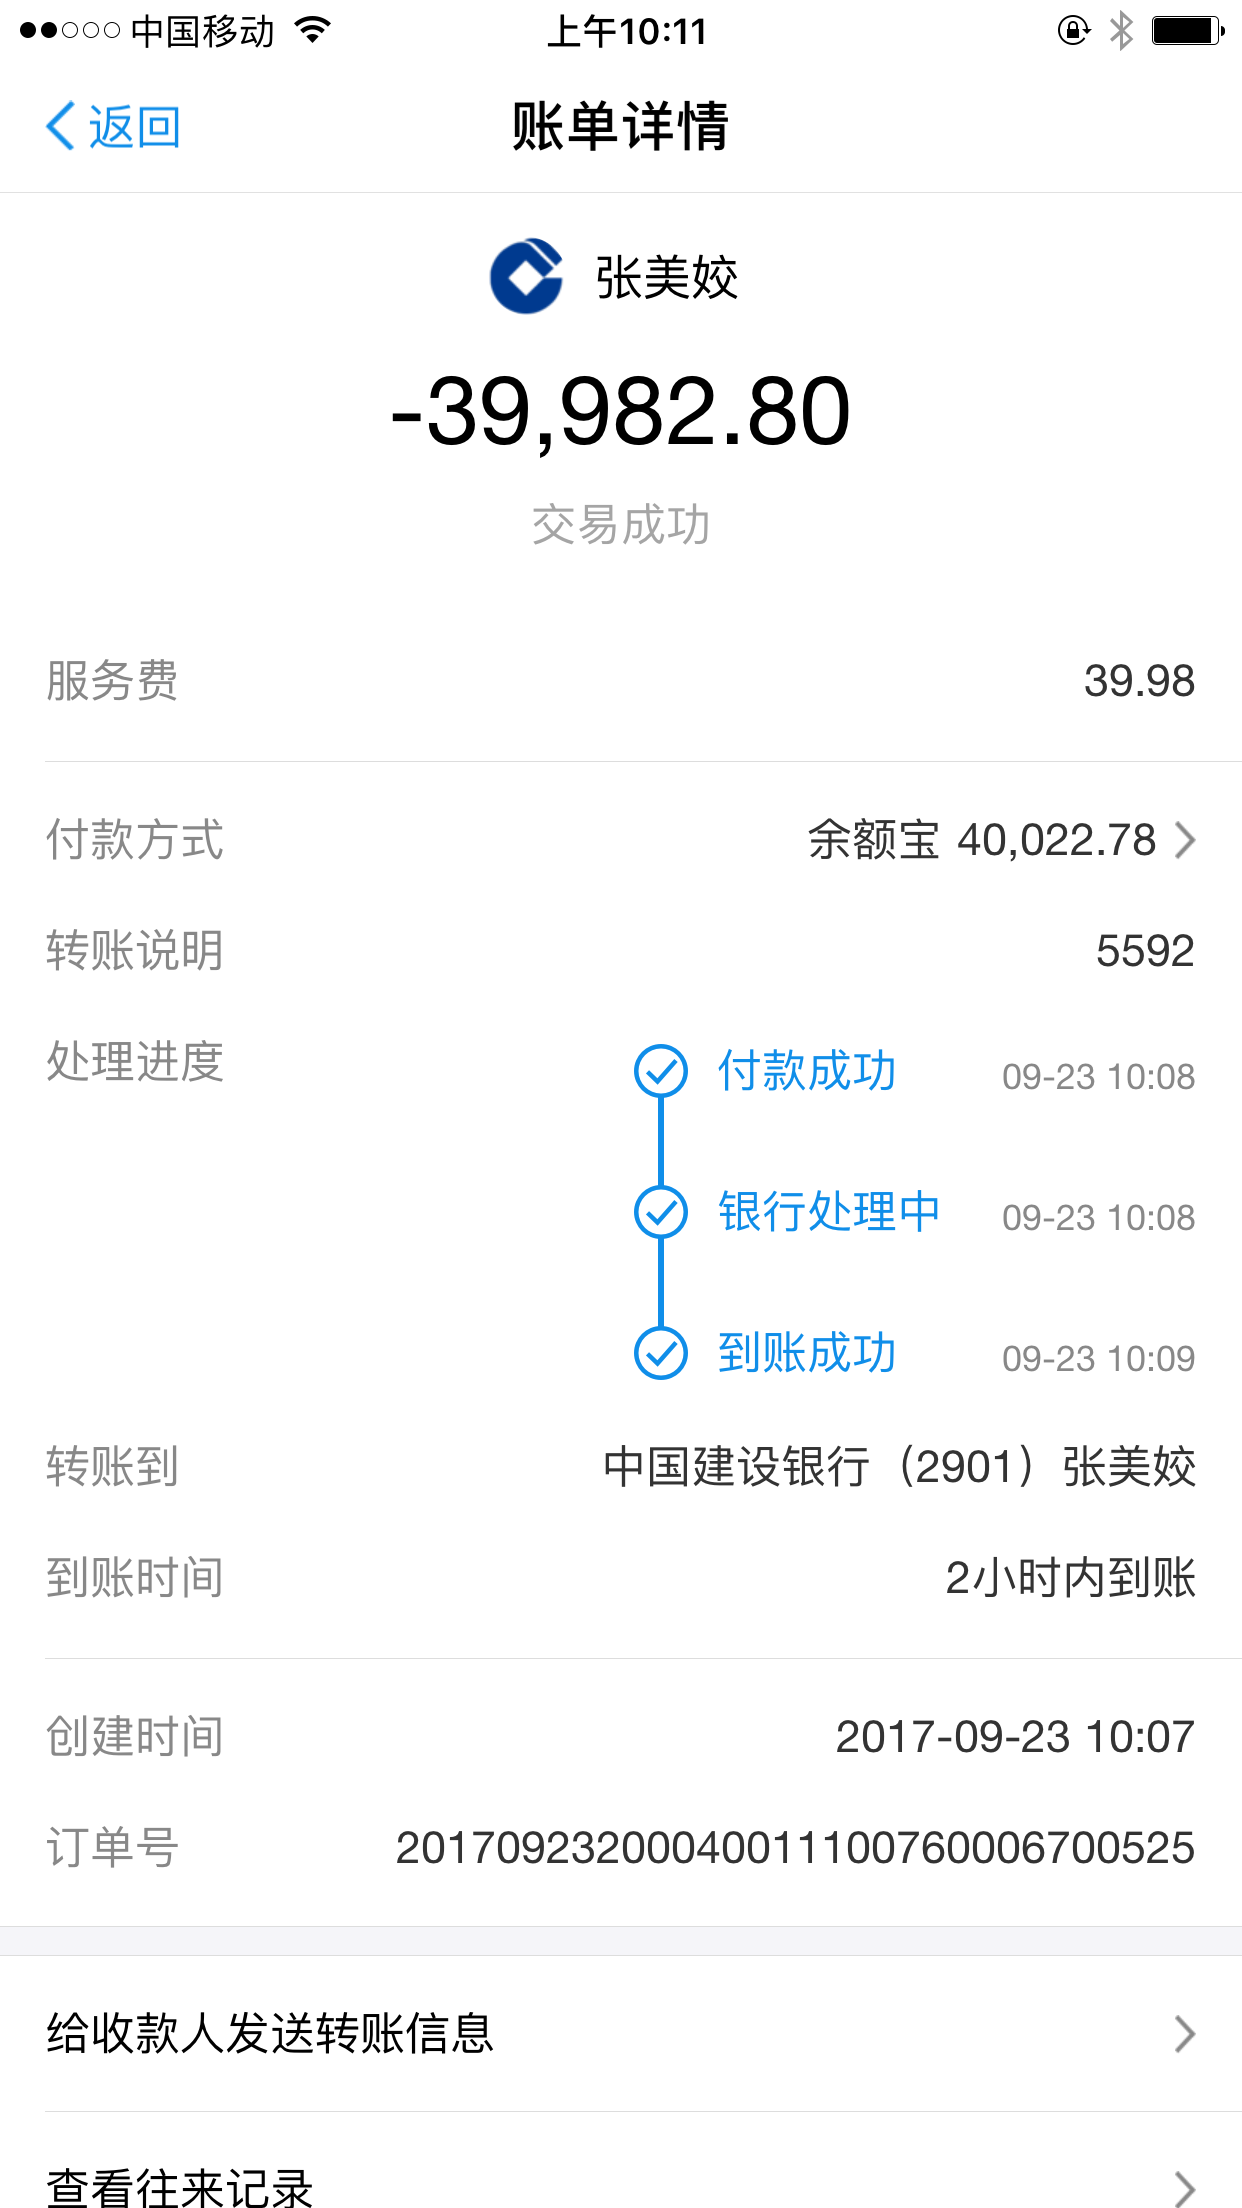 中国移动 上午10:11
返回 账单详情
张美姣
-39,982.80
交易成功
服务费 39.98
付款方式 余额宝 40,022.78
转账说明 5592
处理进度 付款成功 09-23 10:08
银行处理中 09-23 10:08
到账成功 09-23 10:09
转账到 中国建设银行（2901）张美姣
到账时间 2小时内到账
创建时间 2017-09-23 10:07
订单号 20170923200040011100760006700525
给收款人发送转账信息
查看往来记录